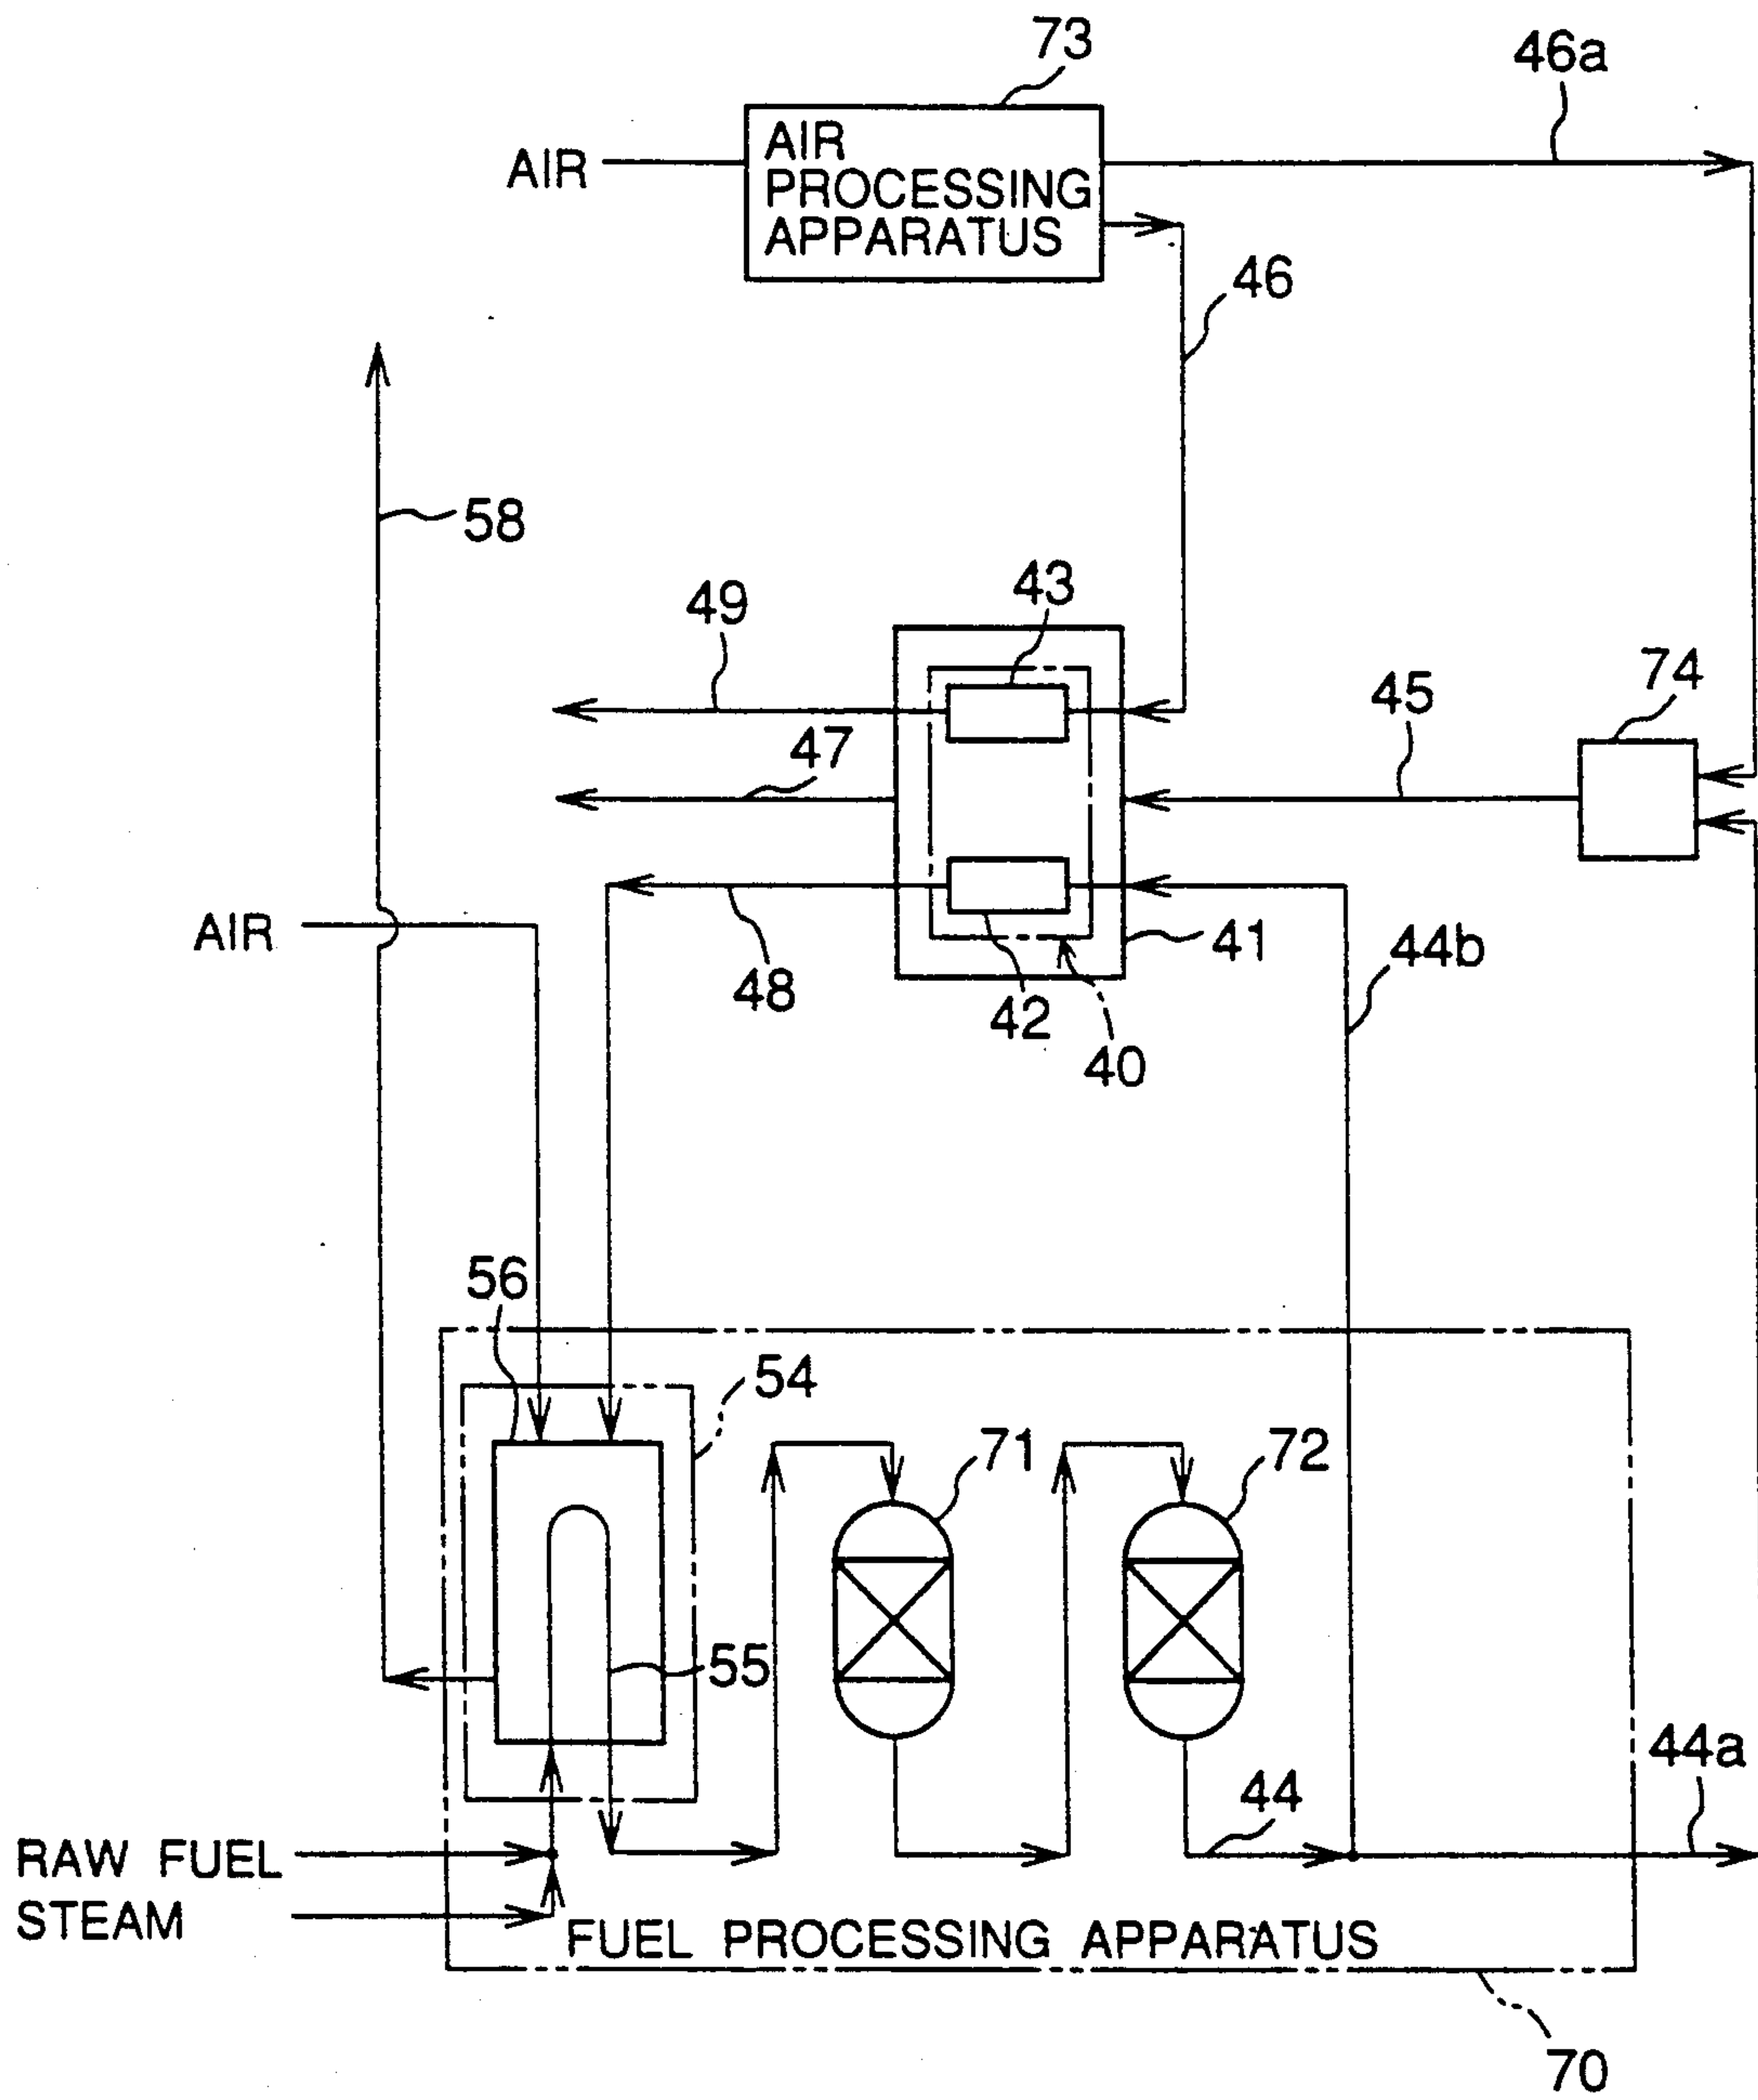 73
46a
AIR
AIR
PROCESSING
APPARATUS
46
58
49
43
47
45
74
AIR
48
42
41
40
44b
56
54
71
72
55
44
44a
RAW FUEL
STEAM
FUEL PROCESSING APPARATUS
70